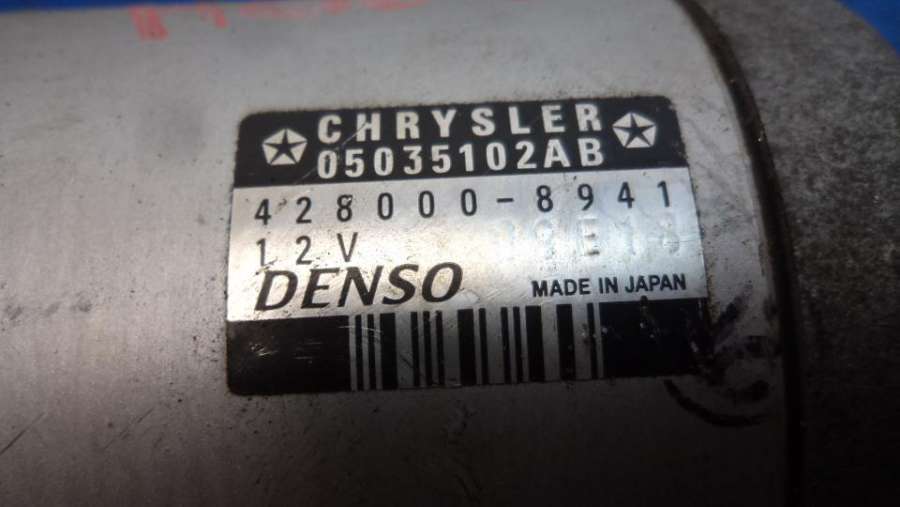 CHRYSLER
05035102AB
428000-8941
12V
DENSO MADE IN JAPAN